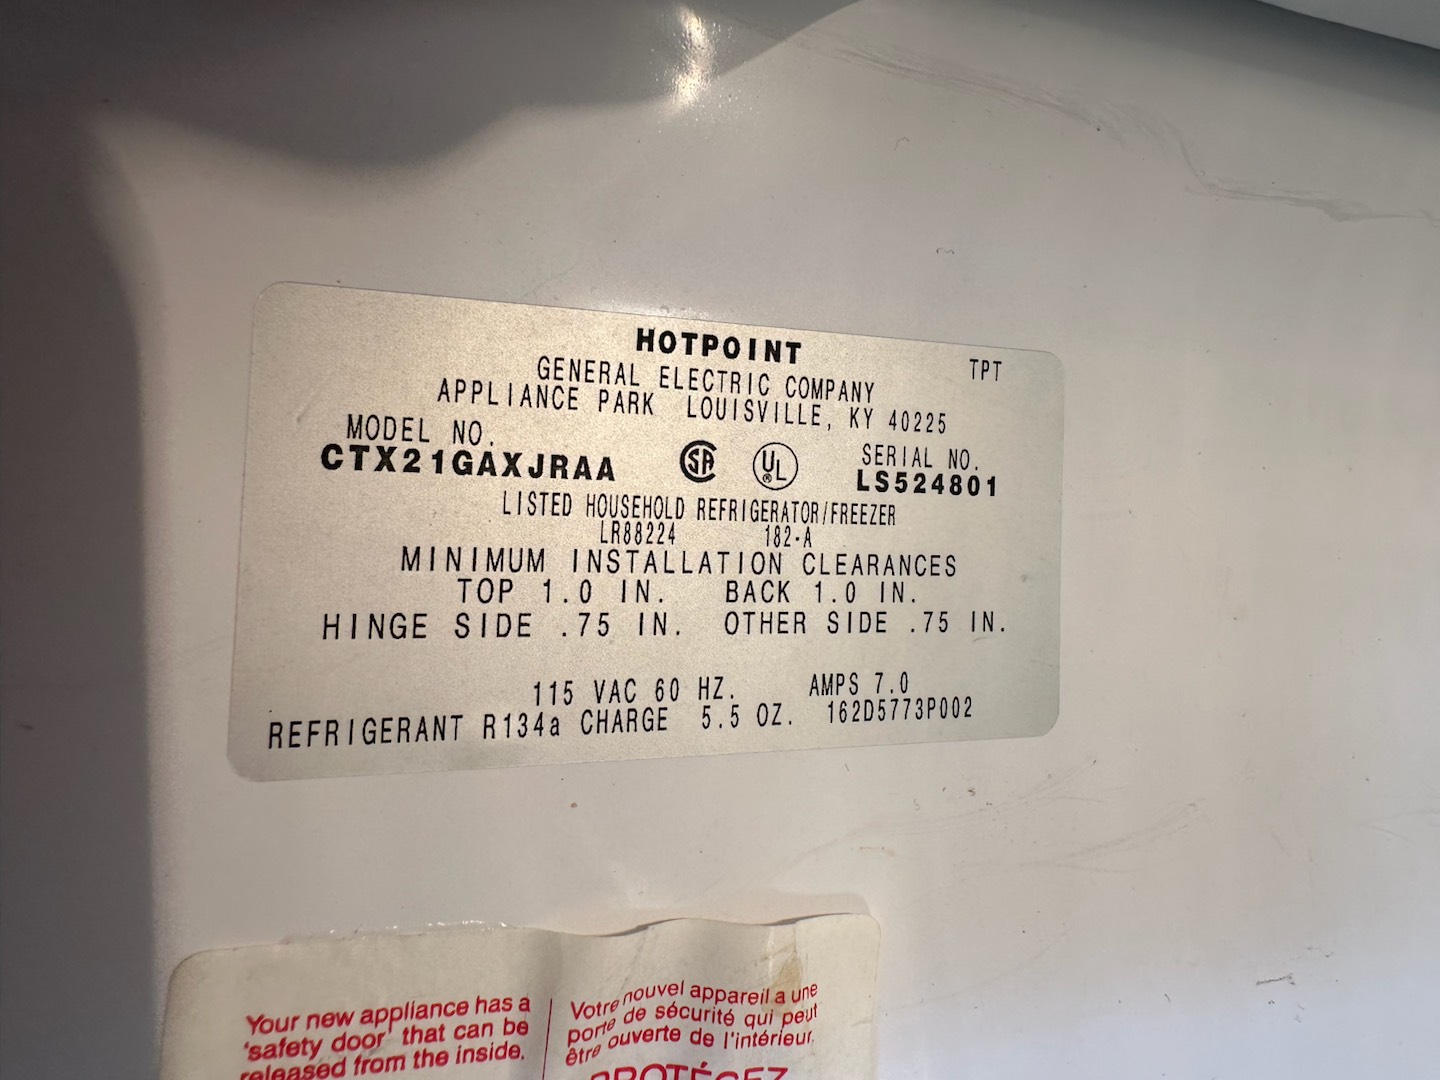 HOTPOINT
TPT
GENERAL ELECTRIC COMPANY
APPLIANCE PARK LOUISVILLE, KY 40225
MODEL NO.
CTX21GAXJRAA
SA
UL
®
SERIAL NO.
LS524801
LISTED HOUSEHOLD REFRIGERATOR/FREEZER
LR88224 182-A
MINIMUM INSTALLATION CLEARANCES
TOP 1.0 IN. BACK 1.0 IN.
HINGE SIDE .75 IN. OTHER SIDE .75 IN.
115 VAC 60 HZ. AMPS 7.0
REFRIGERANT R134a CHARGE 5.5 OZ. 162D5773P002
Your new appliance has a
'safety door' that can be
released from the inside.
Votre nouvel appareil a une
porte de sécurité qui peut
être ouverte de l'intérieur.
PROTÉGEZ